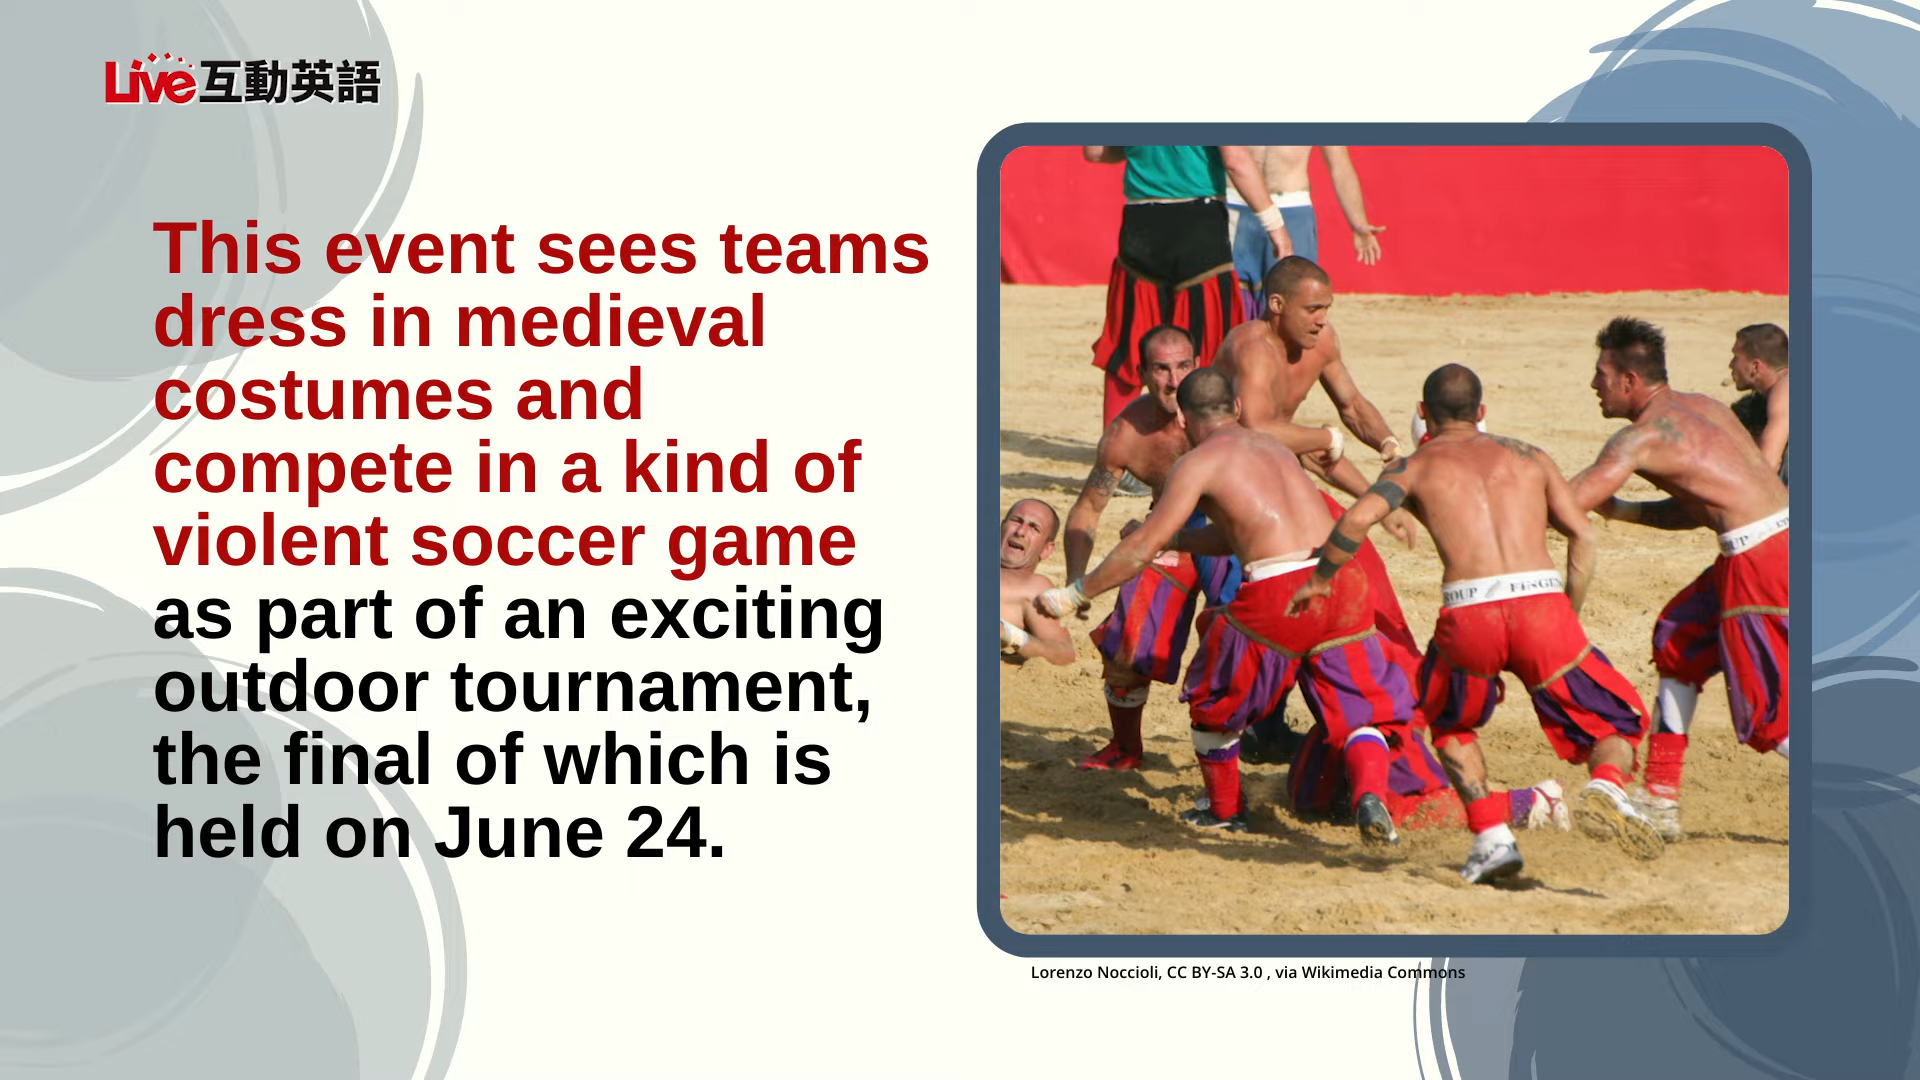 Live互動英語
This event sees teams
dress in medieval
costumes and
compete in a kind of
violent soccer game
as part of an exciting
outdoor tournament,
the final of which is
held on June 24.
Lorenzo Noccioli, CC BY-SA 3.0 , via Wikimedia Commons